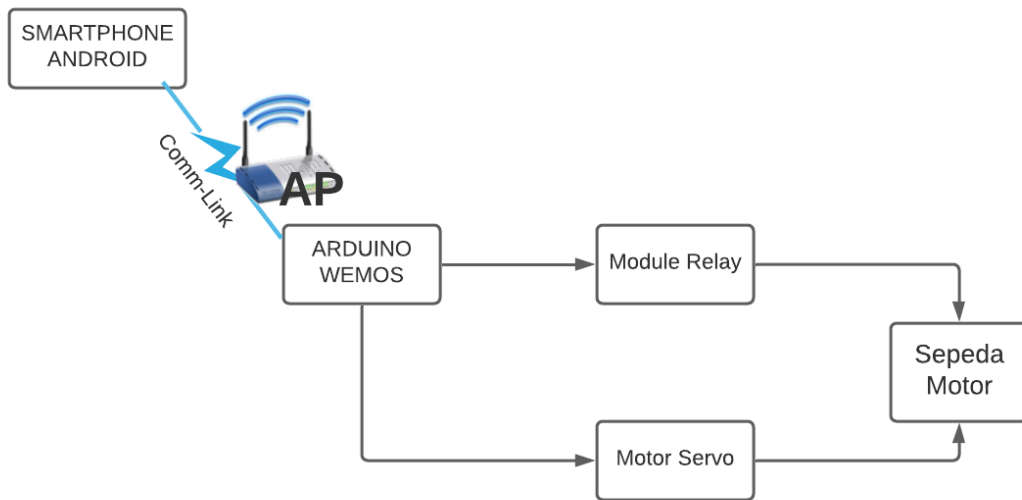 SMARTPHONE
ANDROID
Comm-Link
AP
ARDUINO
WEMOS
Module Relay
Sepeda
Motor
Motor Servo